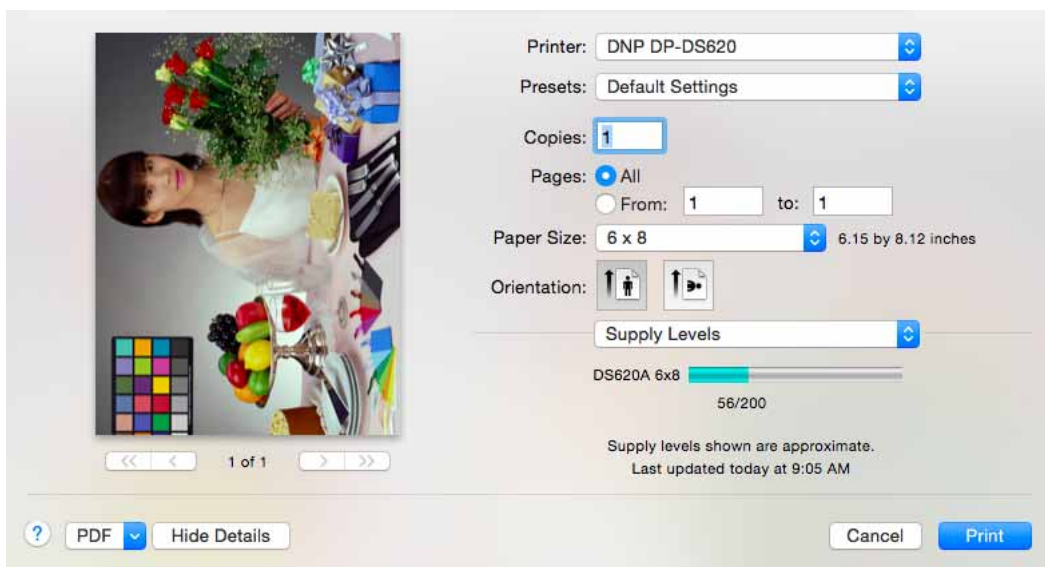 Printer: DNP DP-DS620
Presets: Default Settings
Copies: 1
Pages: All
From: 1 to: 1
Paper Size: 6 x 8 6.15 by 8.12 inches
Orientation:
Supply Levels
DS620A 6x8
56/200
Supply levels shown are approximate.
Last updated today at 9:05 AM
<< < 1 of 1 > >>
? PDF Hide Details Cancel Print